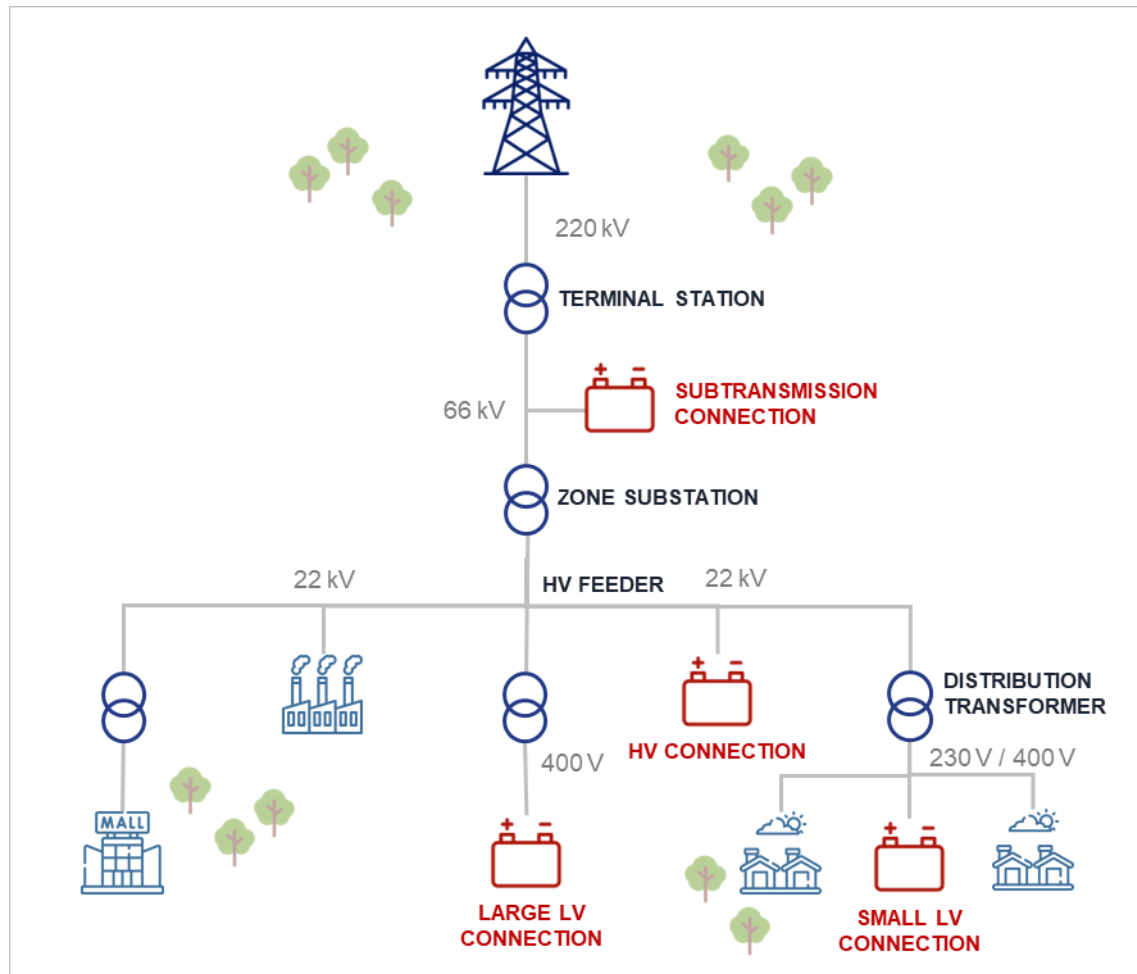 220 kV
TERMINAL STATION
+ −
SUBTRANSMISSION
CONNECTION
66 kV
ZONE SUBSTATION
22 kV
HV FEEDER
22 kV
+ −
HV CONNECTION
DISTRIBUTION
TRANSFORMER
400 V
230 V / 400 V
MALL
+ −
LARGE LV
CONNECTION
+ −
SMALL LV
CONNECTION